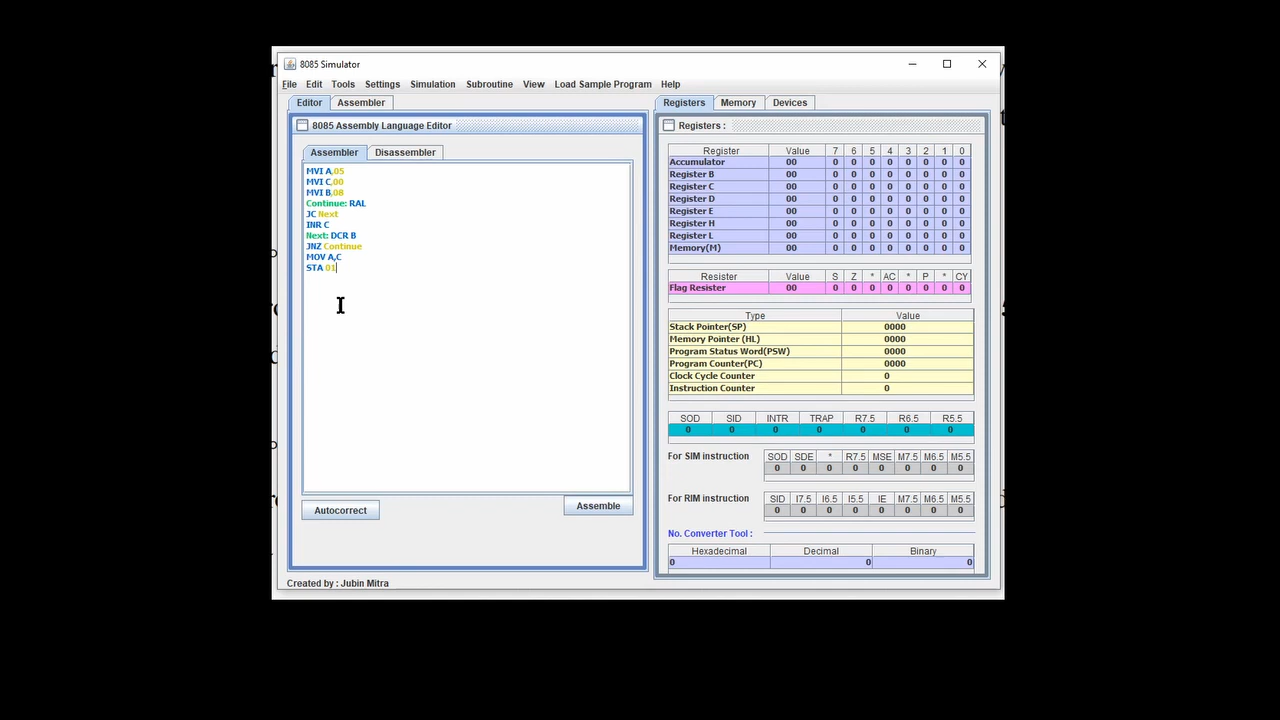 8085 Simulator
File Edit Tools Settings Simulation Subroutine View Load Sample Program Help
Editor Assembler
8085 Assembly Language Editor
Assembler Disassembler
MVI A,05
MVI C,00
MVI B,08
Continue: RAL
JC Next
INR C
Next: DCR B
JNZ Continue
MOV A,C
STA 01
Autocorrect
Assemble
Created by : Jubin Mitra
Registers Memory Devices
Registers :
Register Value 7 6 5 4 3 2 1 0
Accumulator 00 0 0 0 0 0 0 0 0
Register B 00 0 0 0 0 0 0 0 0
Register C 00 0 0 0 0 0 0 0 0
Register D 00 0 0 0 0 0 0 0 0
Register E 00 0 0 0 0 0 0 0 0
Register H 00 0 0 0 0 0 0 0 0
Register L 00 0 0 0 0 0 0 0 0
Memory(M) 00 0 0 0 0 0 0 0 0
Resister Value S Z * AC * P * CY
Flag Resister 00 0 0 0 0 0 0 0 0
Type Value
Stack Pointer(SP) 0000
Memory Pointer (HL) 0000
Program Status Word(PSW) 0000
Program Counter(PC) 0000
Clock Cycle Counter 0
Instruction Counter 0
SOD SID INTR TRAP R7.5 R6.5 R5.5
0 0 0 0 0 0 0
For SIM instruction SOD SDE * R7.5 MSE M7.5 M6.5 M5.5
0 0 0 0 0 0 0 0
For RIM instruction SID I7.5 I6.5 I5.5 IE M7.5 M6.5 M5.5
0 0 0 0 0 0 0 0
No. Converter Tool :
Hexadecimal Decimal Binary
0 0 0